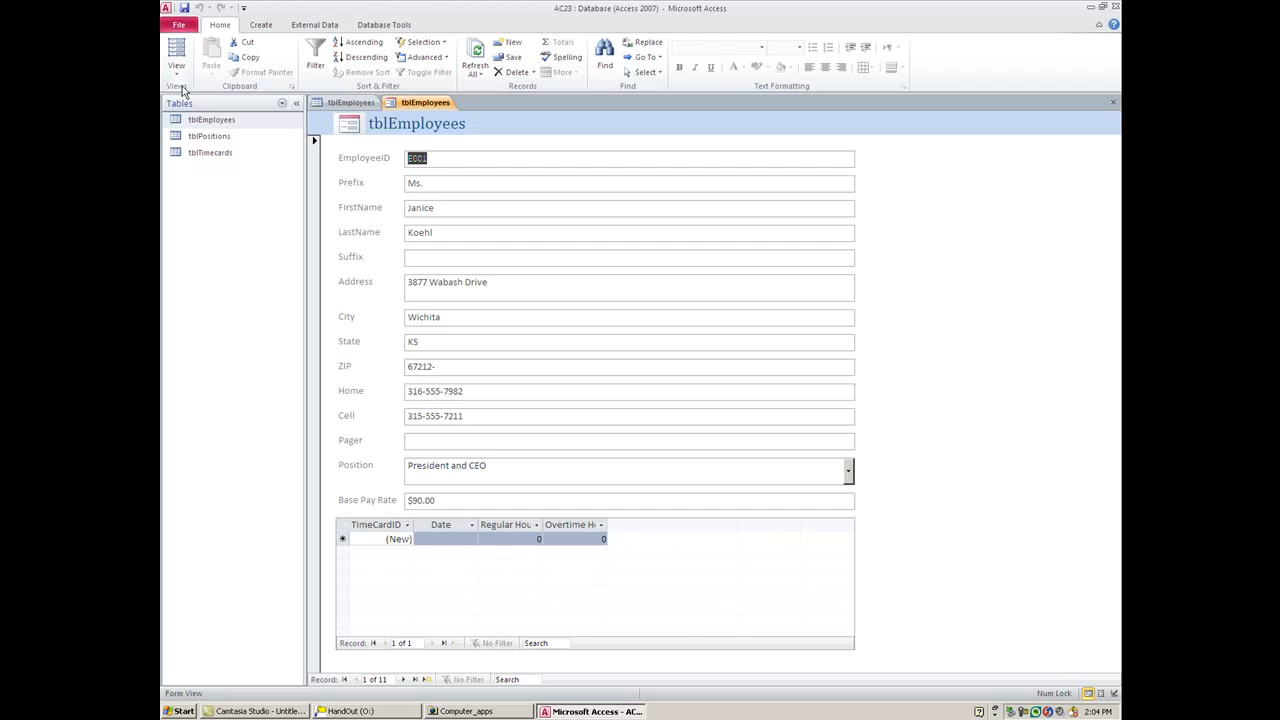 AC23 : Database (Access 2007) - Microsoft Access
File Home Create External Data Database Tools
View Paste Cut Copy Format Painter
Views Clipboard
Filter Ascending Descending Remove Sort Selection Advanced Toggle Filter
Sort & Filter
Refresh All New Save Delete Totals Spelling More
Records
Find Replace Go To Select
Find
B I U A A
Text Formatting
Tables
tblEmployees
tblPositions
tblTimecards
tblEmployees tblEmployees
tblEmployees
EmployeeID E001
Prefix Ms.
FirstName Janice
LastName Koehl
Suffix
Address 3877 Wabash Drive
City Wichita
State KS
ZIP 67212-
Home 316-555-7982
Cell 315-555-7211
Pager
Position President and CEO
Base Pay Rate $90.00
TimeCardID Date Regular Hou Overtime H
(New) 0 0
Record: 1 of 1 No Filter Search
Record: 1 of 11 No Filter Search
Form View Num Lock
Start Camtasia Studio - Untitle... HandOut (O:) Computer_apps Microsoft Access - AC... 2:04 PM